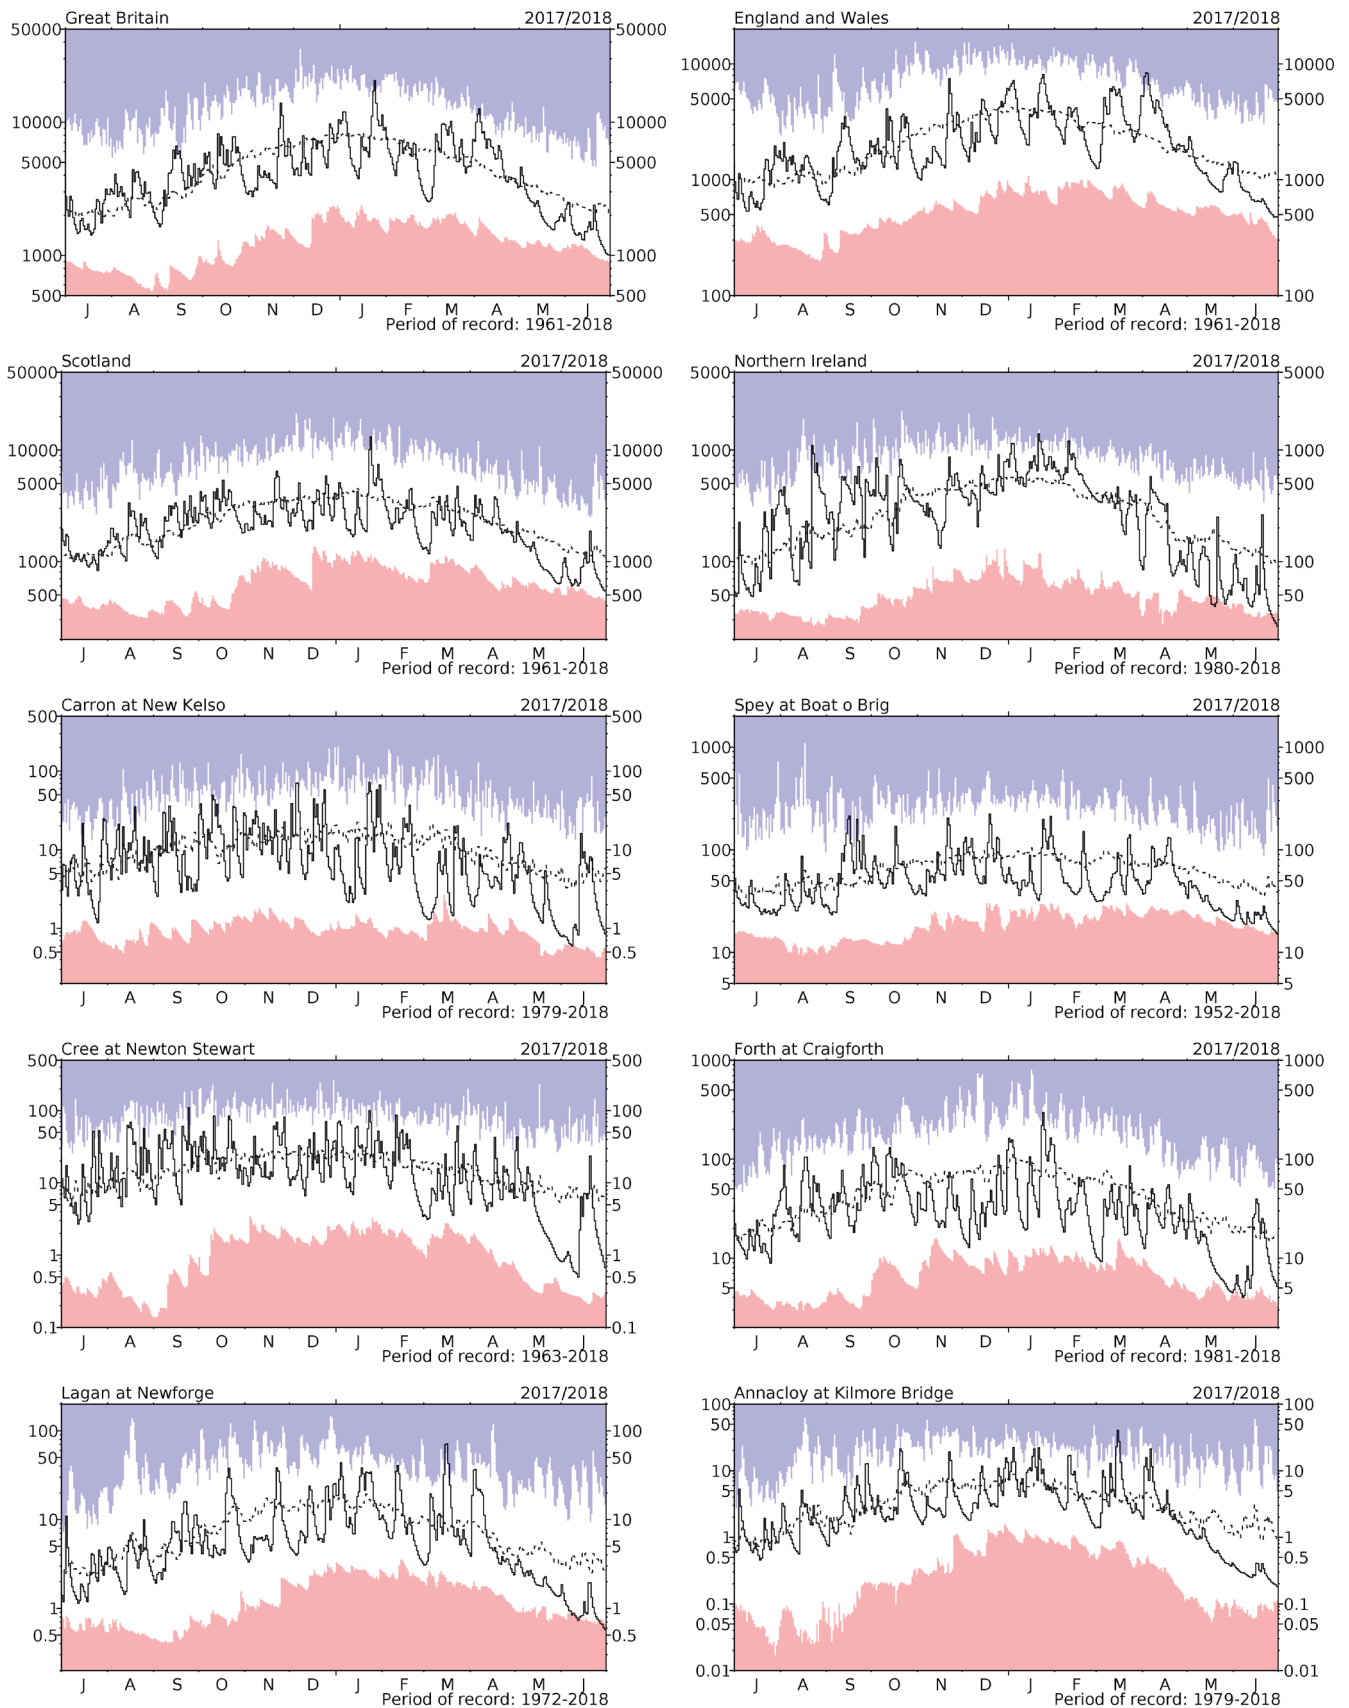 Great Britain 2017/2018
50000 50000
10000 10000
5000 5000
1000 1000
500 500
J A S O N D J F M A M J
Period of record: 1961-2018
England and Wales 2017/2018
10000 10000
5000 5000
1000 1000
500 500
100 100
J A S O N D J F M A M J
Period of record: 1961-2018
Scotland 2017/2018
50000 50000
10000 10000
5000 5000
1000 1000
500 500
J A S O N D J F M A M J
Period of record: 1961-2018
Northern Ireland 2017/2018
5000 5000
1000 1000
500 500
100 100
50 50
J A S O N D J F M A M J
Period of record: 1980-2018
Carron at New Kelso 2017/2018
500 500
100 100
50 50
10 10
5 5
1 1
0.5 0.5
J A S O N D J F M A M J
Period of record: 1979-2018
Spey at Boat o Brig 2017/2018
1000 1000
500 500
100 100
50 50
10 10
5 5
J A S O N D J F M A M J
Period of record: 1952-2018
Cree at Newton Stewart 2017/2018
500 500
100 100
50 50
10 10
5 5
1 1
0.5 0.5
0.1 0.1
J A S O N D J F M A M J
Period of record: 1963-2018
Forth at Craigforth 2017/2018
1000 1000
500 500
100 100
50 50
10 10
5 5
J A S O N D J F M A M J
Period of record: 1981-2018
Lagan at Newforge 2017/2018
100 100
50 50
10 10
5 5
1 1
0.5 0.5
J A S O N D J F M A M J
Period of record: 1972-2018
Annacloy at Kilmore Bridge 2017/2018
100 100
50 50
10 10
5 5
1 1
0.5 0.5
0.1 0.1
0.05 0.05
0.01 0.01
J A S O N D J F M A M J
Period of record: 1979-2018